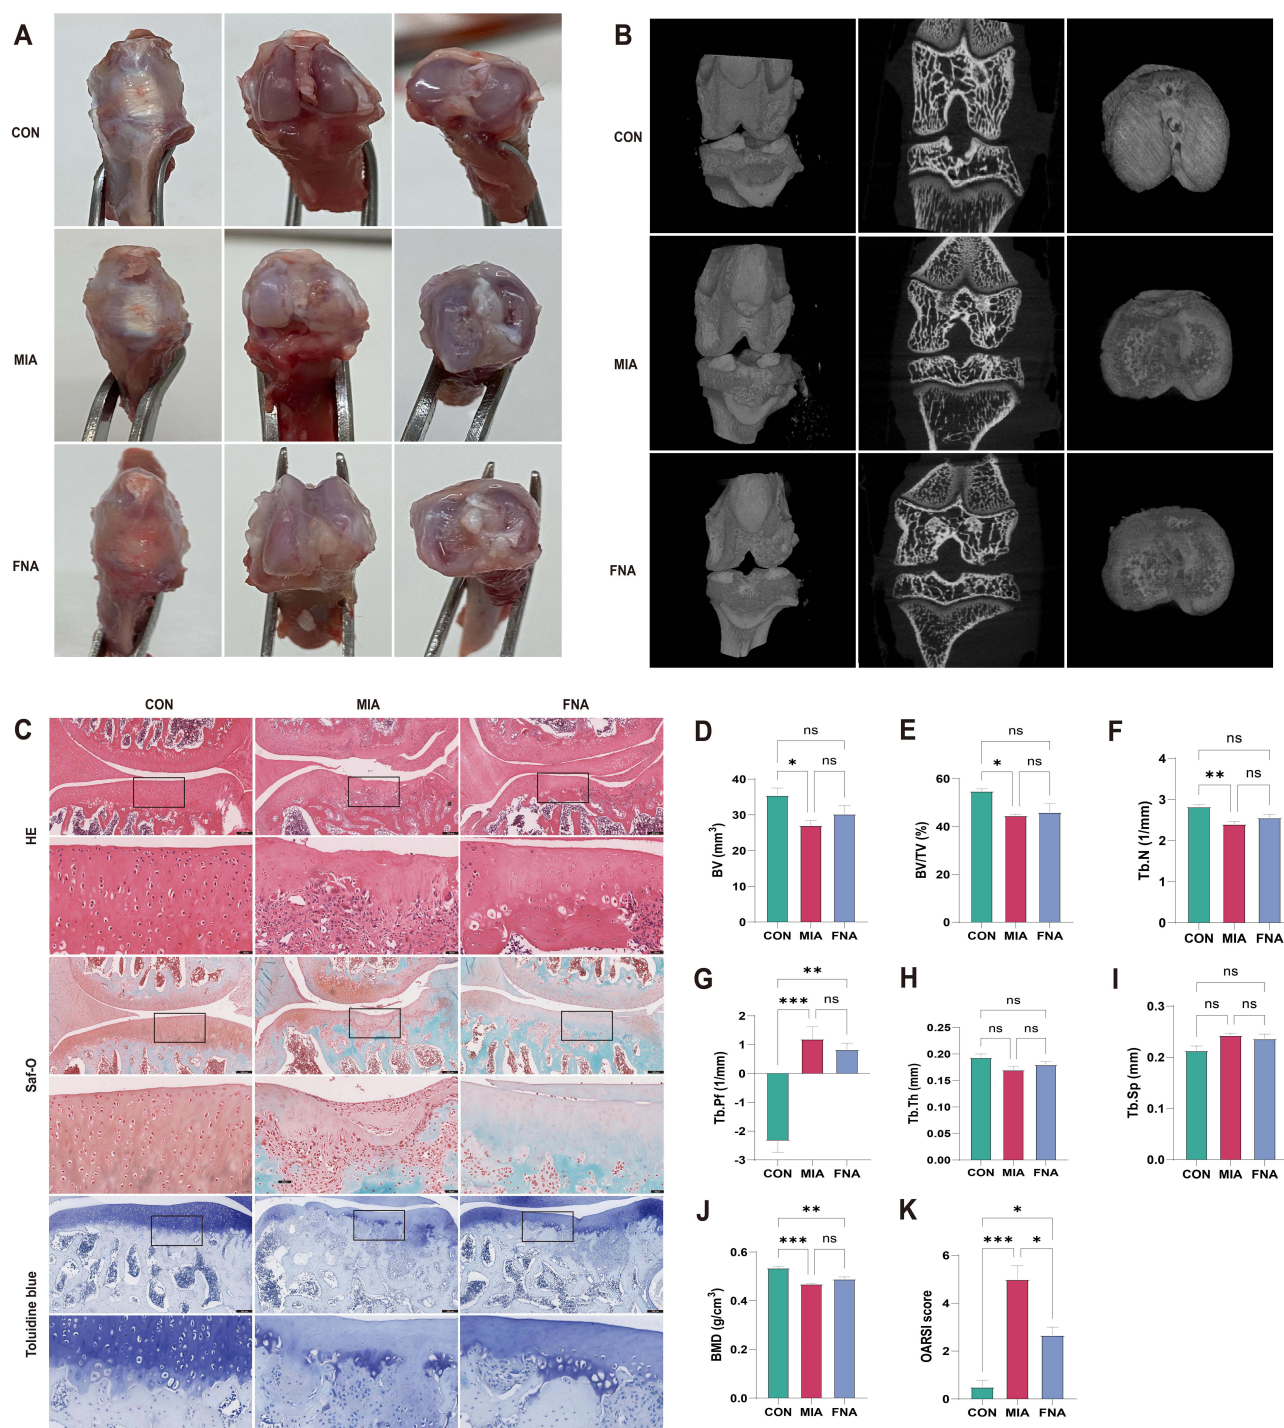 A
CON
MIA
FNA
B
CON
MIA
FNA
C
CON MIA FNA
HE
Saf-O
Toluidine blue
D
ns
* ns
BV (mm³)
40
30
20
10
0
CON MIA FNA
E
ns
* ns
BV/TV (%)
60
40
20
0
CON MIA FNA
F
ns
** ns
Tb.N (1/mm)
4
3
2
1
0
CON MIA FNA
G
**
*** ns
Tb.Pf (1/mm)
2
1
0
-1
-2
-3
CON MIA FNA
H
ns
ns ns
Tb.Th (mm)
0.25
0.20
0.15
0.10
0.05
0.00
CON MIA FNA
I
ns
ns ns
Tb.Sp (mm)
0.3
0.2
0.1
0.0
CON MIA FNA
J
**
*** ns
BMD (g/cm³)
0.6
0.4
0.2
0.0
CON MIA FNA
K
*
*** *
OARSI score
6
4
2
0
CON MIA FNA